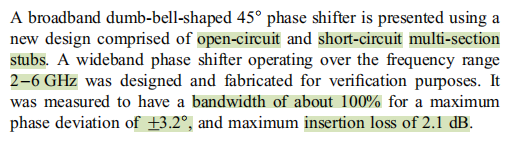 A broadband dumb-bell-shaped 45° phase shifter is presented using a
new design comprised of open-circuit and short-circuit multi-section
stubs. A wideband phase shifter operating over the frequency range
2−6 GHz was designed and fabricated for verification purposes. It
was measured to have a bandwidth of about 100% for a maximum
phase deviation of ±3.2°, and maximum insertion loss of 2.1 dB.